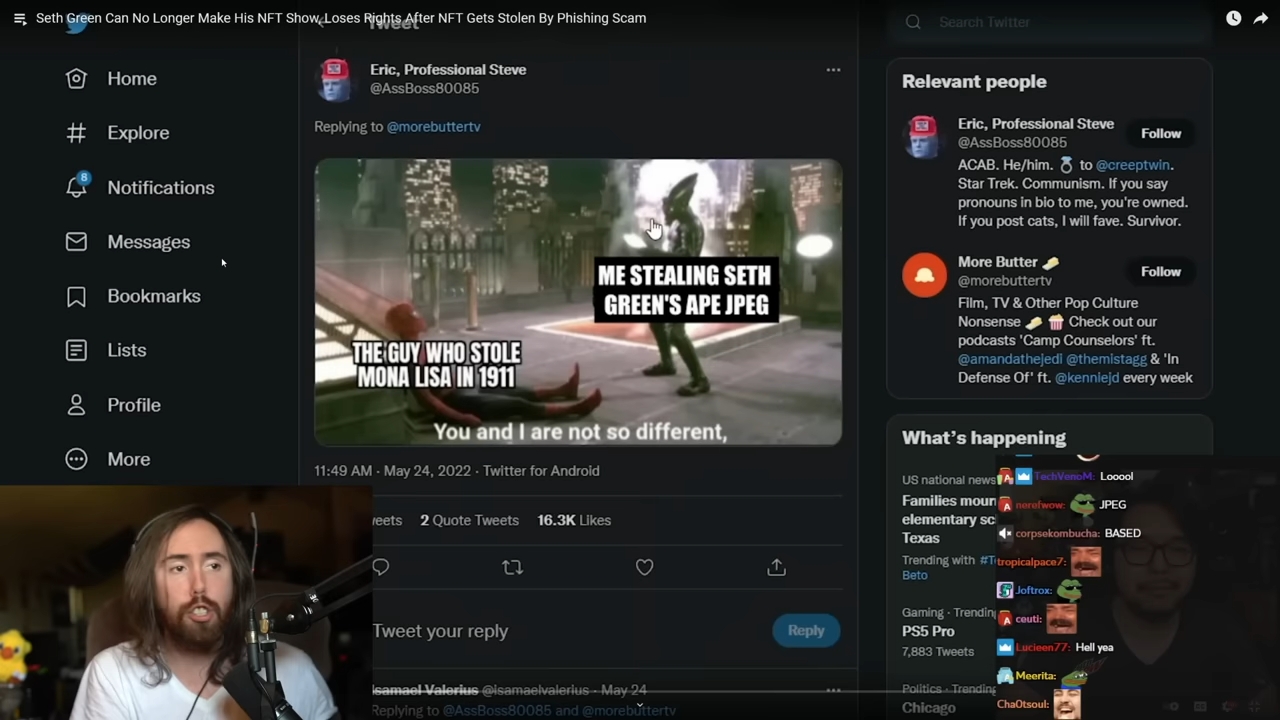 Seth Green Can No Longer Make His NFT Show, Loses Rights After NFT Gets Stolen By Phishing Scam
Tweet
Search Twitter
Home
Explore
8
Notifications
Messages
Bookmarks
Lists
Profile
More
Eric, Professional Steve
@AssBoss80085
Replying to @morebuttertv
ME STEALING SETH
GREEN'S APE JPEG
THE GUY WHO STOLE
MONA LISA IN 1911
You and I are not so different,
11:49 AM · May 24, 2022 · Twitter for Android
2 Quote Tweets 16.3K Likes
Tweet your reply
Reply
Isamael Valerius @isamaelvalerius · May 24
Replying to @AssBoss80085 and @morebuttertv
Relevant people
Eric, Professional Steve
@AssBoss80085
Follow
ACAB. He/him. 💍 to @creeptwin.
Star Trek. Communism. If you say
pronouns in bio to me, you're owned.
If you post cats, I will fave. Survivor.
More Butter 🧈
@morebuttertv
Follow
Film, TV & Other Pop Culture
Nonsense 🧈 🍿 Check out our
podcasts 'Camp Counselors' ft.
@amandathejedI @themistagg & 'In
Defense Of' ft. @kenniejd every week
What's happening
US national news
Families
elementary
Texas
Trending with
Beto
Gaming · Trending
PS5 Pro
7,883 Tweets
Politics · Trending
Chicago
TechVenoM: Looool
nerefwow: JPEG
corpsekombucha: BASED
tropicalpace7:
Joftrox:
ceuti:
Lucieen77: Hell yea
Meerita:
ChaOtsoul: